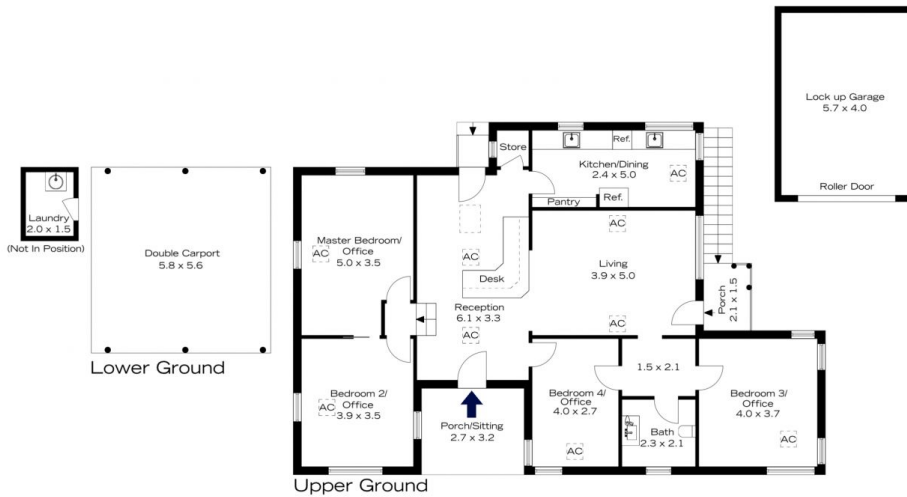 Lock up Garage
5.7 x 4.0
Roller Door
Store
Ref.
Kitchen/Dining
2.4 x 5.0
AC
Pantry
Ref.
Laundry
2.0 x 1.5
(Not In Position)
Double Carport
5.8 x 5.6
Lower Ground
Master Bedroom/
Office
AC
5.0 x 3.5
AC
Desk
Reception
6.1 x 3.3
AC
AC
Living
3.9 x 5.0
AC
Porch
2.1 x 1.5
Bedroom 2/
Office
AC
3.9 x 3.5
Porch/Sitting
2.7 x 3.2
Bedroom 4/
Office
4.0 x 2.7
AC
1.5 x 2.1
Bath
2.3 x 2.1
Bedroom 3/
Office
4.0 x 3.7
AC
Upper Ground